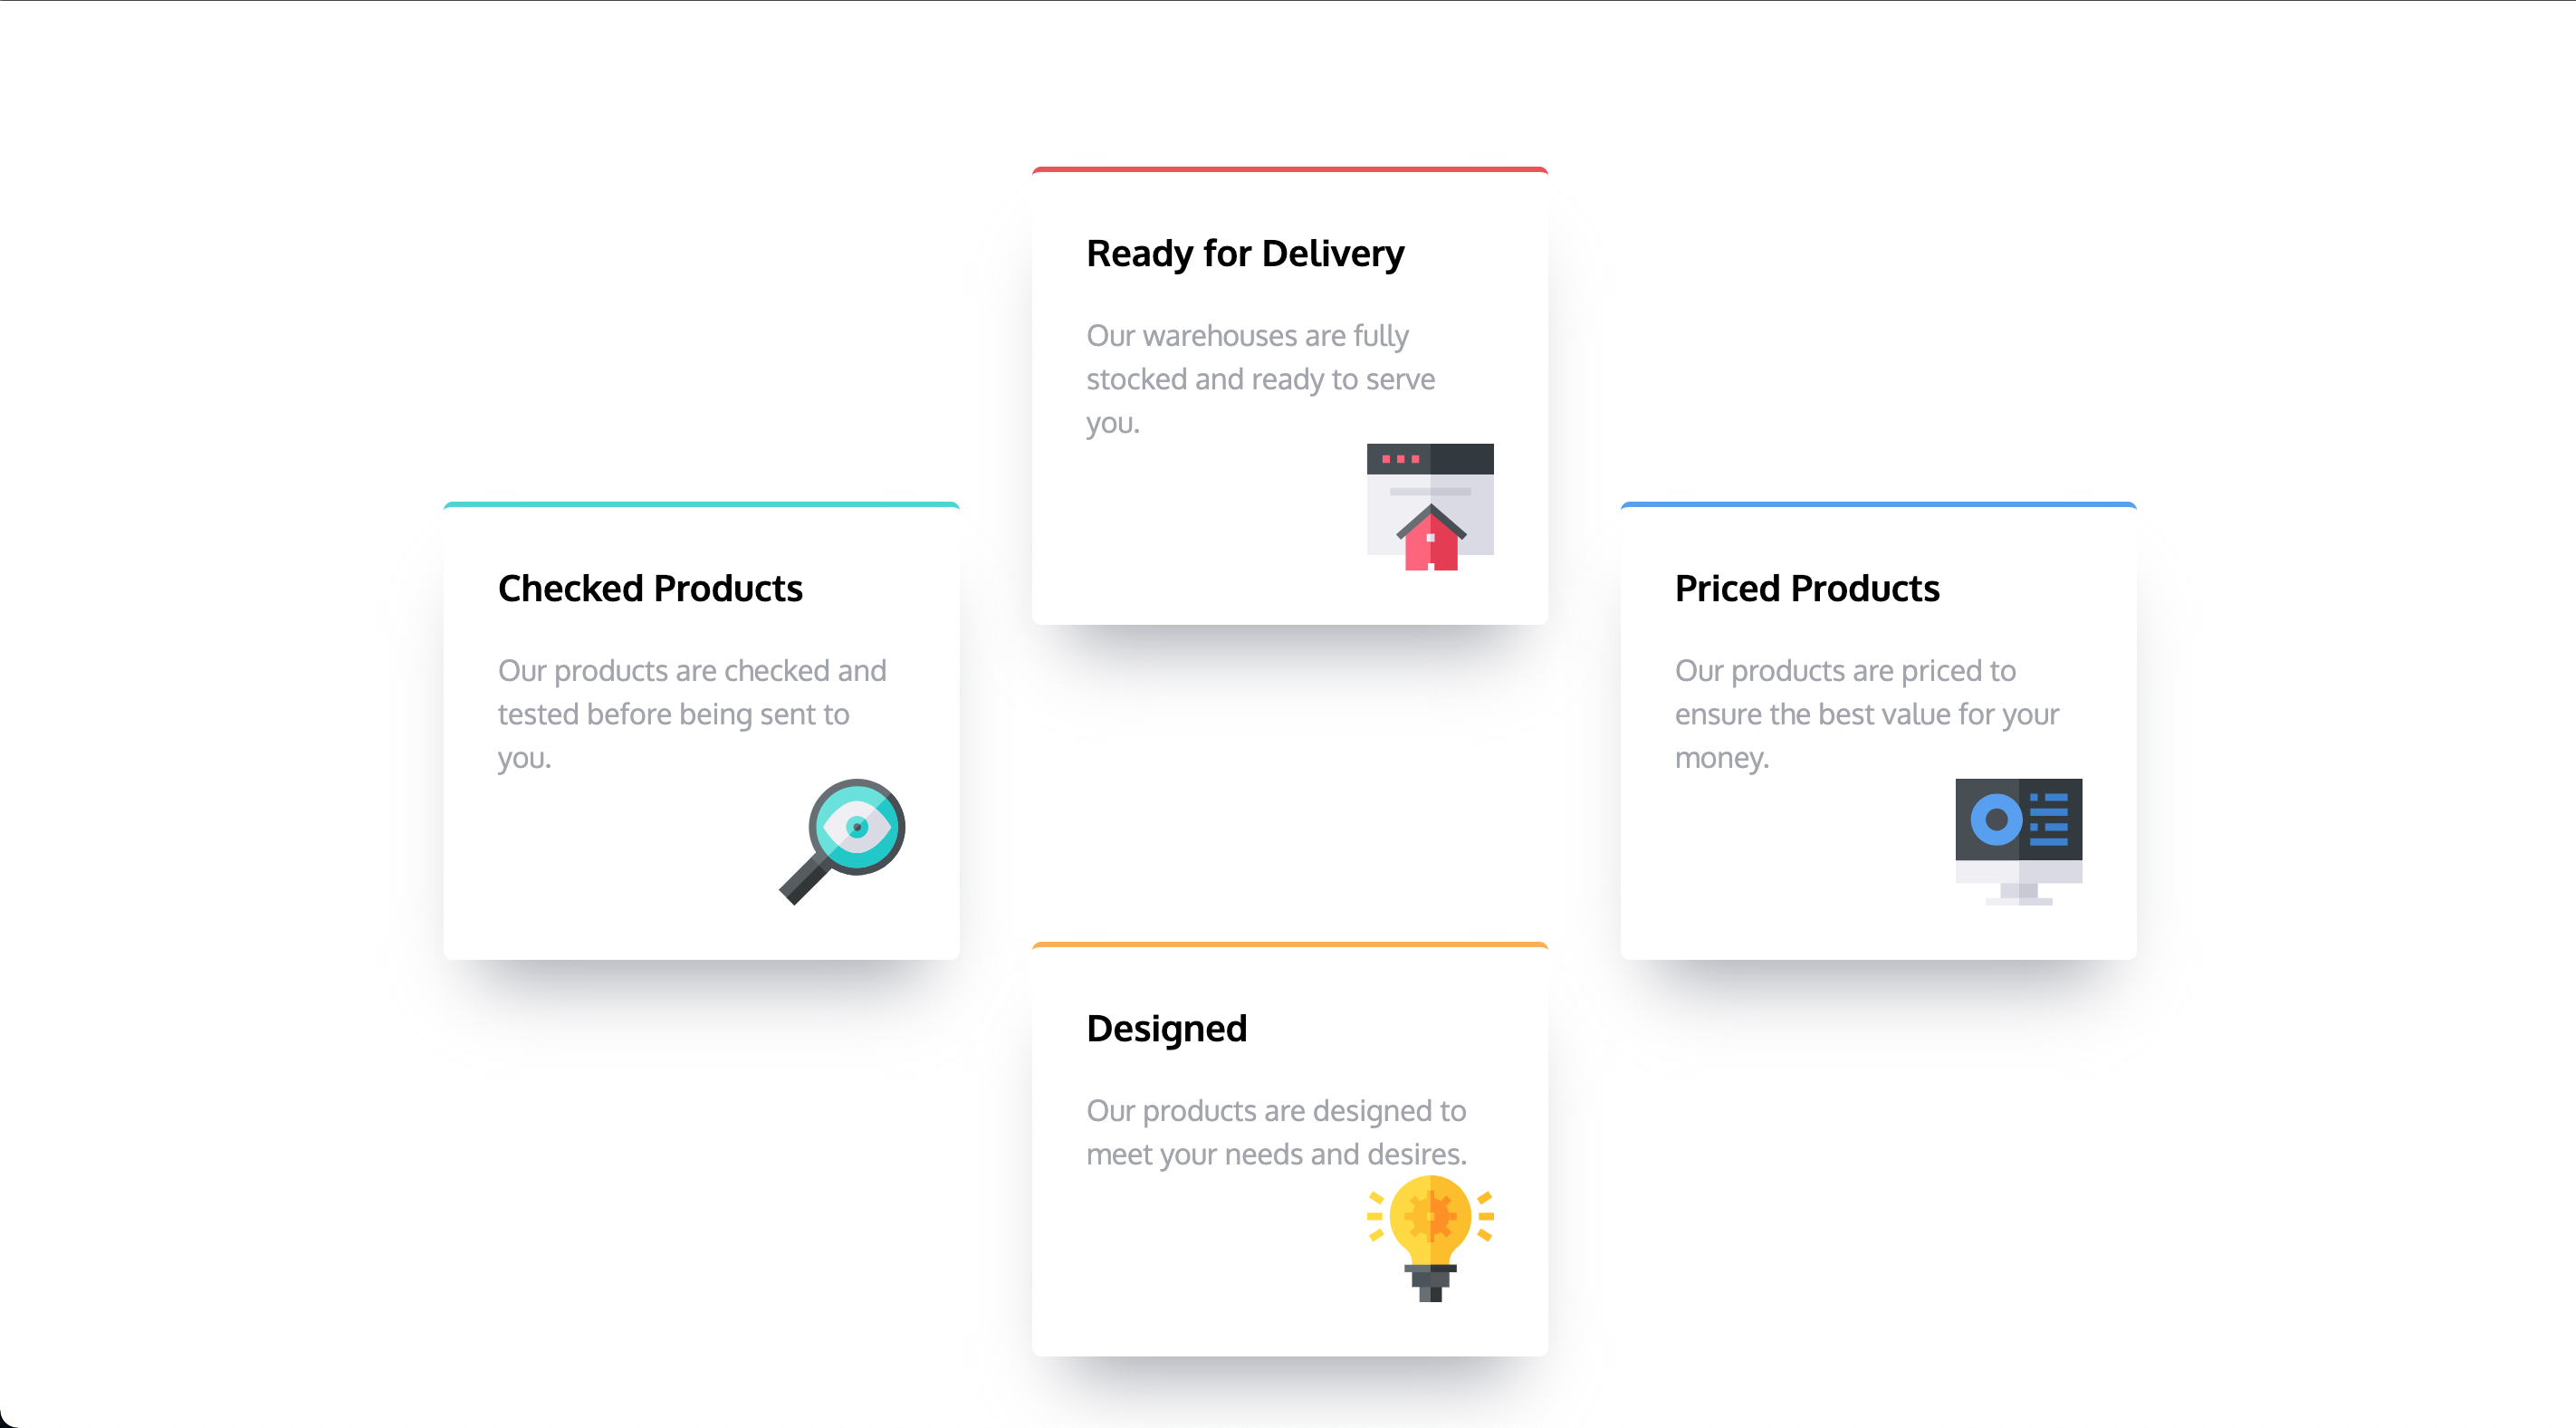 Ready for Delivery
Our warehouses are fully
stocked and ready to serve
you.
Checked Products
Our products are checked and
tested before being sent to
you.
Priced Products
Our products are priced to
ensure the best value for your
money.
Designed
Our products are designed to
meet your needs and desires.